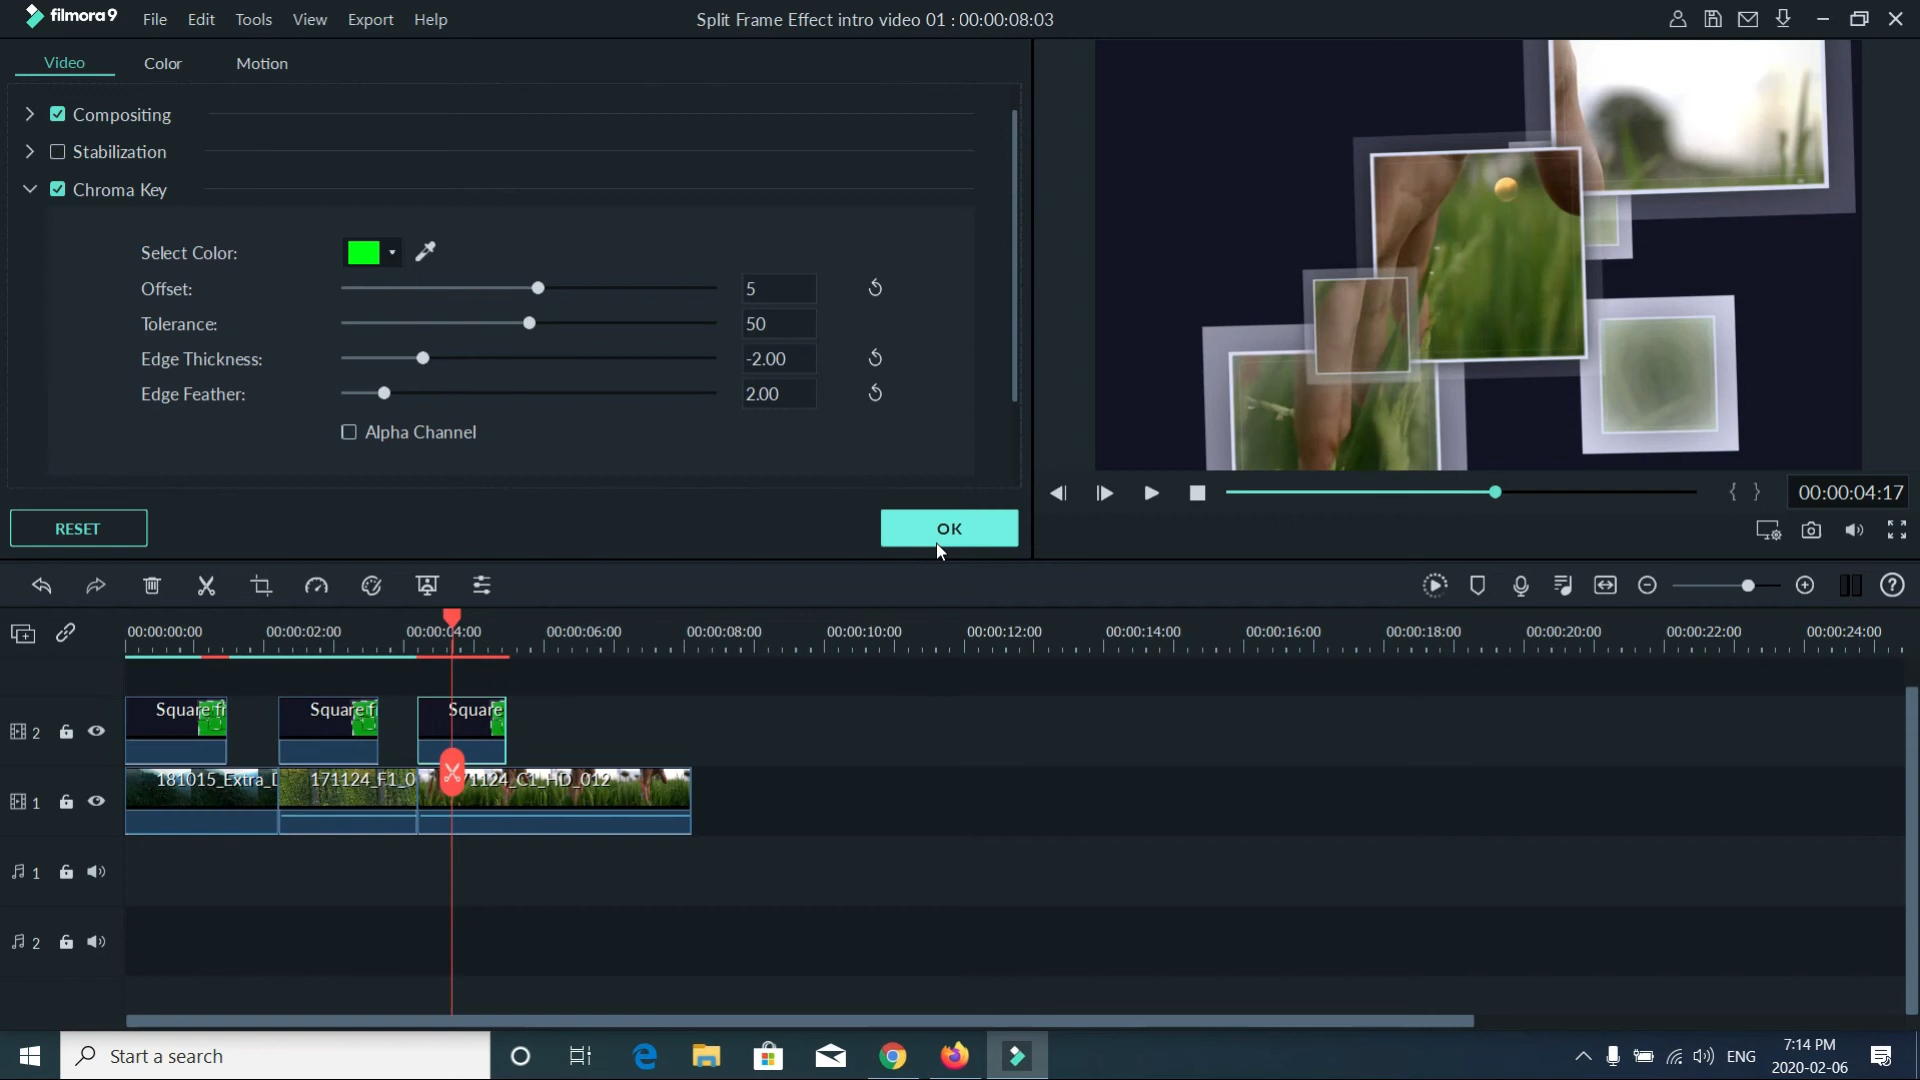 filmora9 File Edit Tools View Export Help Split Frame Effect intro video 01 : 00:00:08:03
Video Color Motion
Compositing
Stabilization
Chroma Key
Select Color:
Offset: 5
Tolerance: 50
Edge Thickness: -2.00
Edge Feather: 2.00
Alpha Channel
RESET OK
{ } 00:00:04:17
00:00:00:00 00:00:02:00 00:00:04:00 00:00:06:00 00:00:08:00 00:00:10:00 00:00:12:00 00:00:14:00 00:00:16:00 00:00:18:00 00:00:20:00 00:00:22:00 00:00:24:00
2 Square fr Square f Square
1 181015_Extra_D 171124_F1_0 171124_C1_HD_012
1
2
Start a search ENG 7:14 PM
2020-02-06